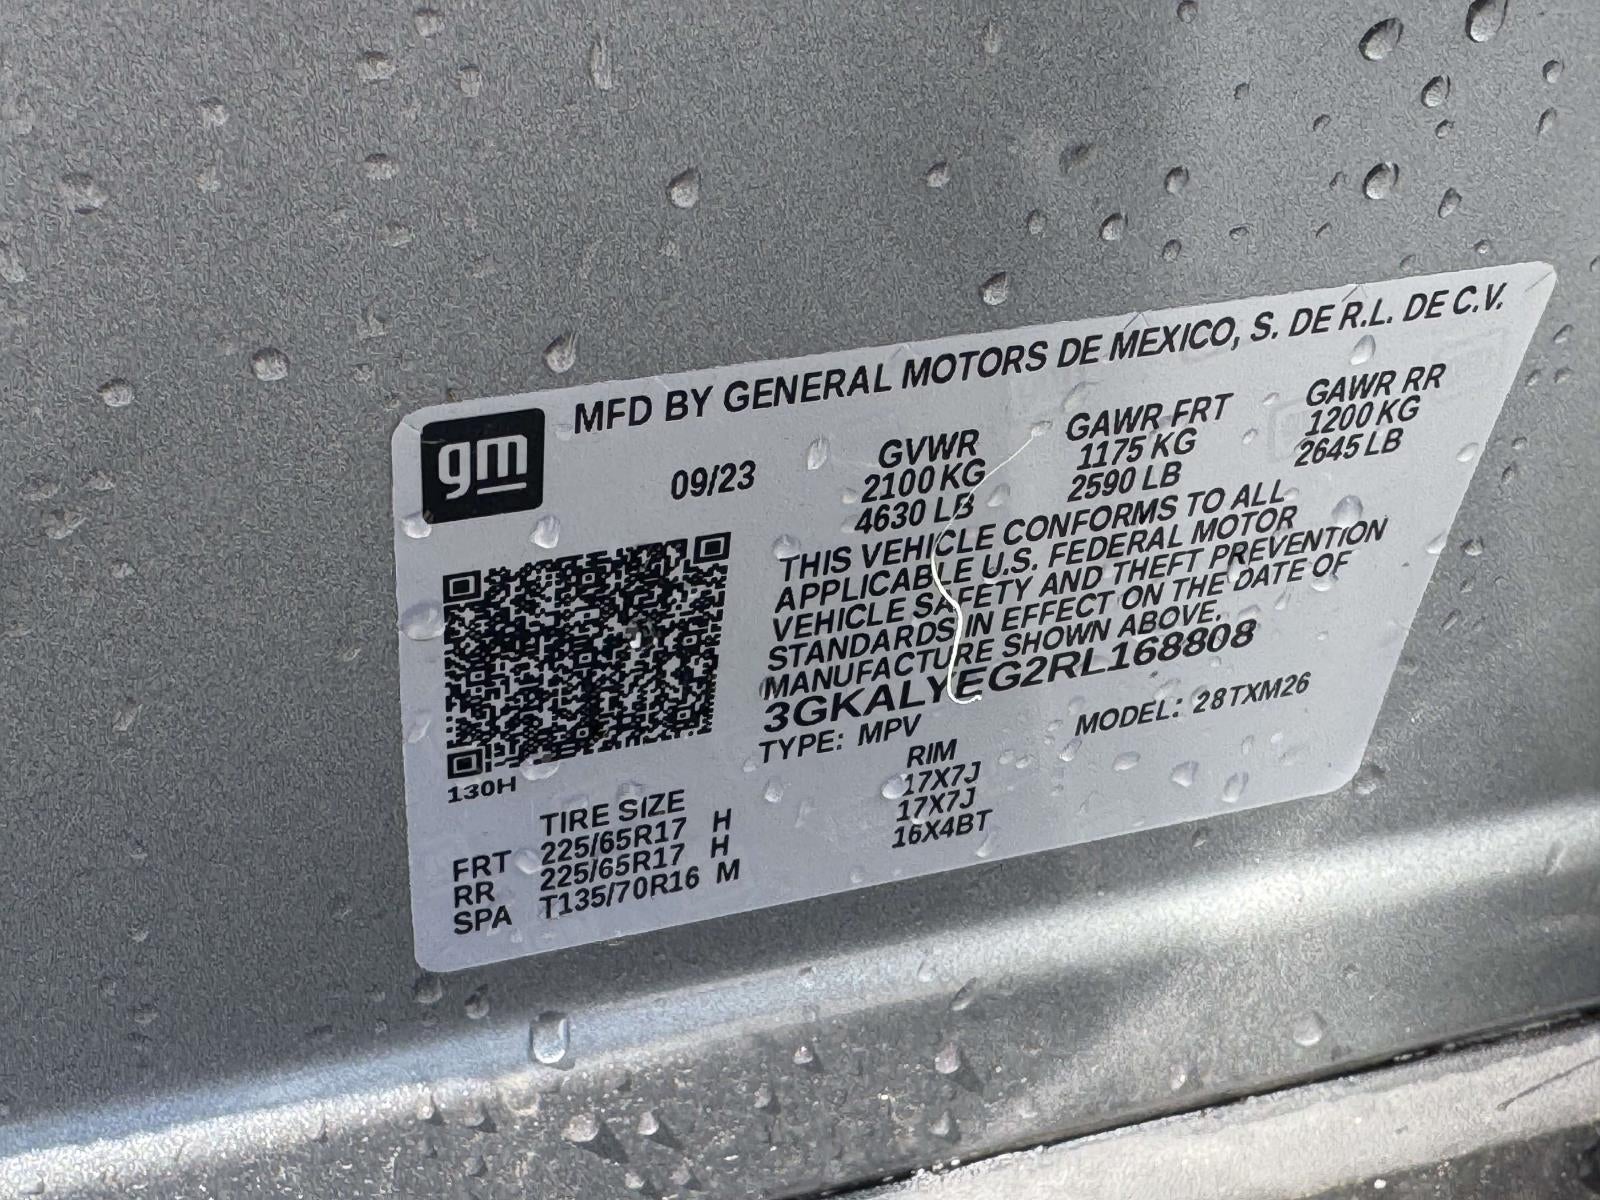 MFD BY GENERAL MOTORS DE MEXICO, S. DE R.L. DE C.V.
gm
09/23
GVWR GAWR FRT GAWR RR
2100 KG 1175 KG 1200 KG
4630 LB 2590 LB 2645 LB
THIS VEHICLE CONFORMS TO ALL
APPLICABLE U.S. FEDERAL MOTOR
VEHICLE SAFETY AND THEFT PREVENTION
STANDARDS IN EFFECT ON THE DATE OF
MANUFACTURE SHOWN ABOVE.
3GKALYEG2RL168808
TYPE: MPV MODEL: 28TXM26
130H
TIRE SIZE RIM
FRT 225/65R17 H 17X7J
RR 225/65R17 H 17X7J
SPA T135/70R16 M 16X4BT